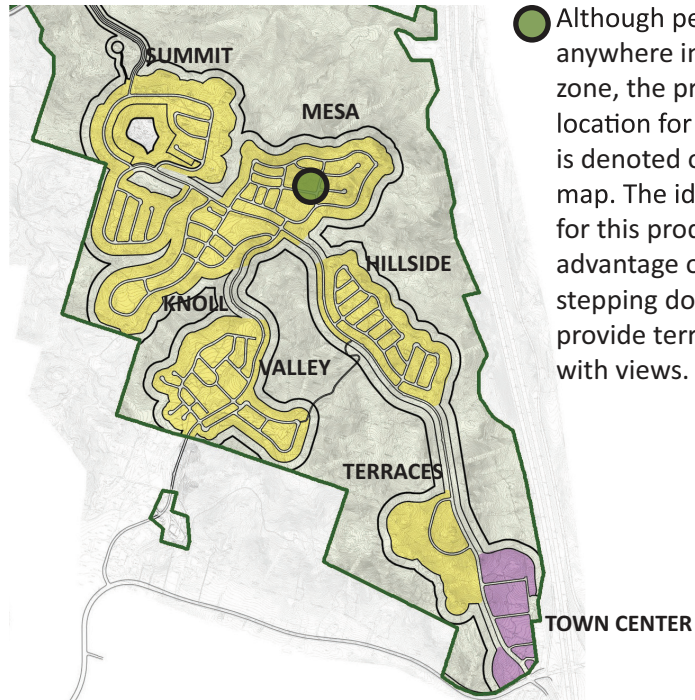 SUMMIT
MESA
HILLSIDE
KNOLL
VALLEY
TERRACES
TOWN CENTER
Although pe
anywhere in
zone, the pr
location for
is denoted o
map. The id
for this prod
advantage o
stepping do
provide terr
with views.